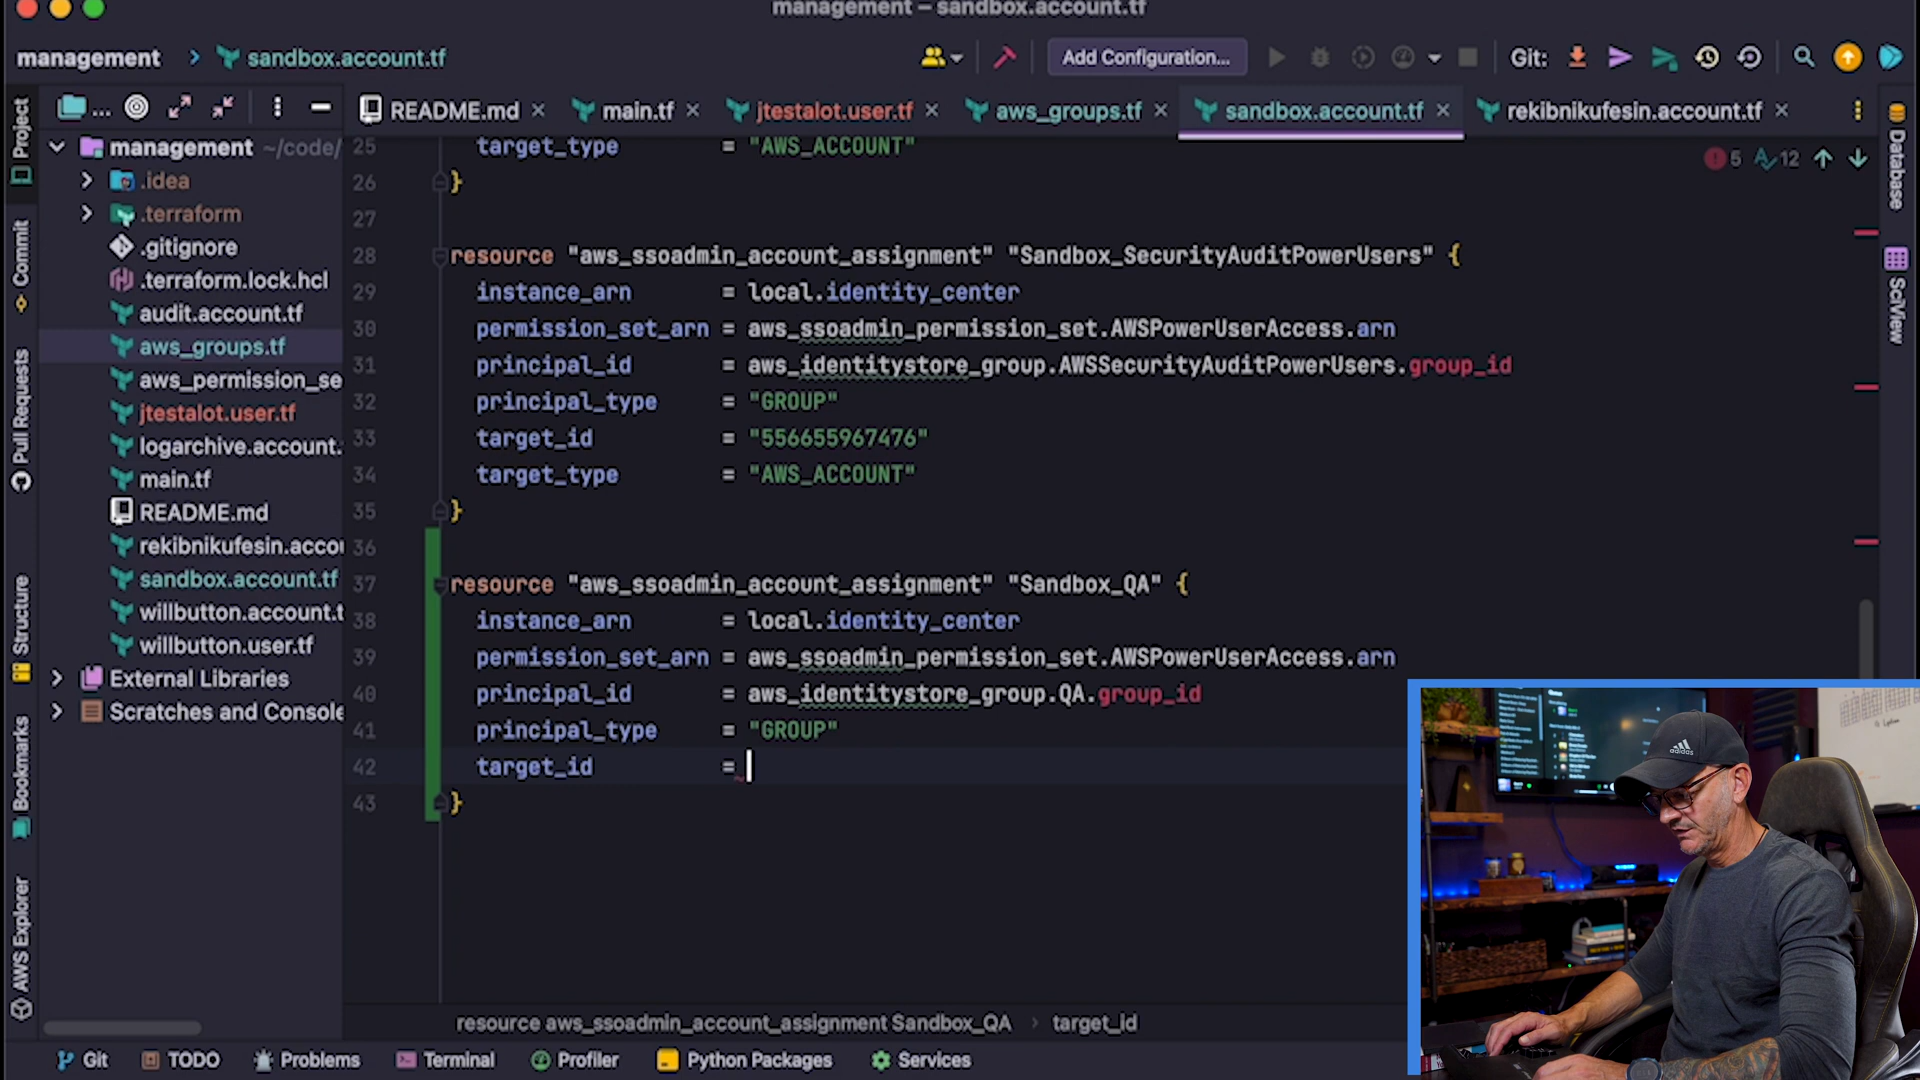 management – sandbox.account.tf
management > sandbox.account.tf
Add Configuration...
Git:
...
README.md
main.tf
jtestalot.user.tf
aws_groups.tf
sandbox.account.tf
rekibnikufesin.account.tf
Project
Commit
Pull Requests
Structure
Bookmarks
AWS Explorer
management ~/code/
.idea
.terraform
.gitignore
.terraform.lock.hcl
audit.account.tf
aws_groups.tf
aws_permission_se
jtestalot.user.tf
logarchive.account.
main.tf
README.md
rekibnikufesin.accou
sandbox.account.tf
willbutton.account.t
willbutton.user.tf
External Libraries
Scratches and Console
5 12
Database
SciView
25 target_type = "AWS_ACCOUNT"
26 }
27
28 resource "aws_ssoadmin_account_assignment" "Sandbox_SecurityAuditPowerUsers" {
29 instance_arn = local.identity_center
30 permission_set_arn = aws_ssoadmin_permission_set.AWSPowerUserAccess.arn
31 principal_id = aws_identitystore_group.AWSSecurityAuditPowerUsers.group_id
32 principal_type = "GROUP"
33 target_id = "556655967476"
34 target_type = "AWS_ACCOUNT"
35 }
36
37 resource "aws_ssoadmin_account_assignment" "Sandbox_QA" {
38 instance_arn = local.identity_center
39 permission_set_arn = aws_ssoadmin_permission_set.AWSPowerUserAccess.arn
40 principal_id = aws_identitystore_group.QA.group_id
41 principal_type = "GROUP"
42 target_id =
43 }
adidas
resource aws_ssoadmin_account_assignment Sandbox_QA > target_id
Git
TODO
Problems
Terminal
Profiler
Python Packages
Services